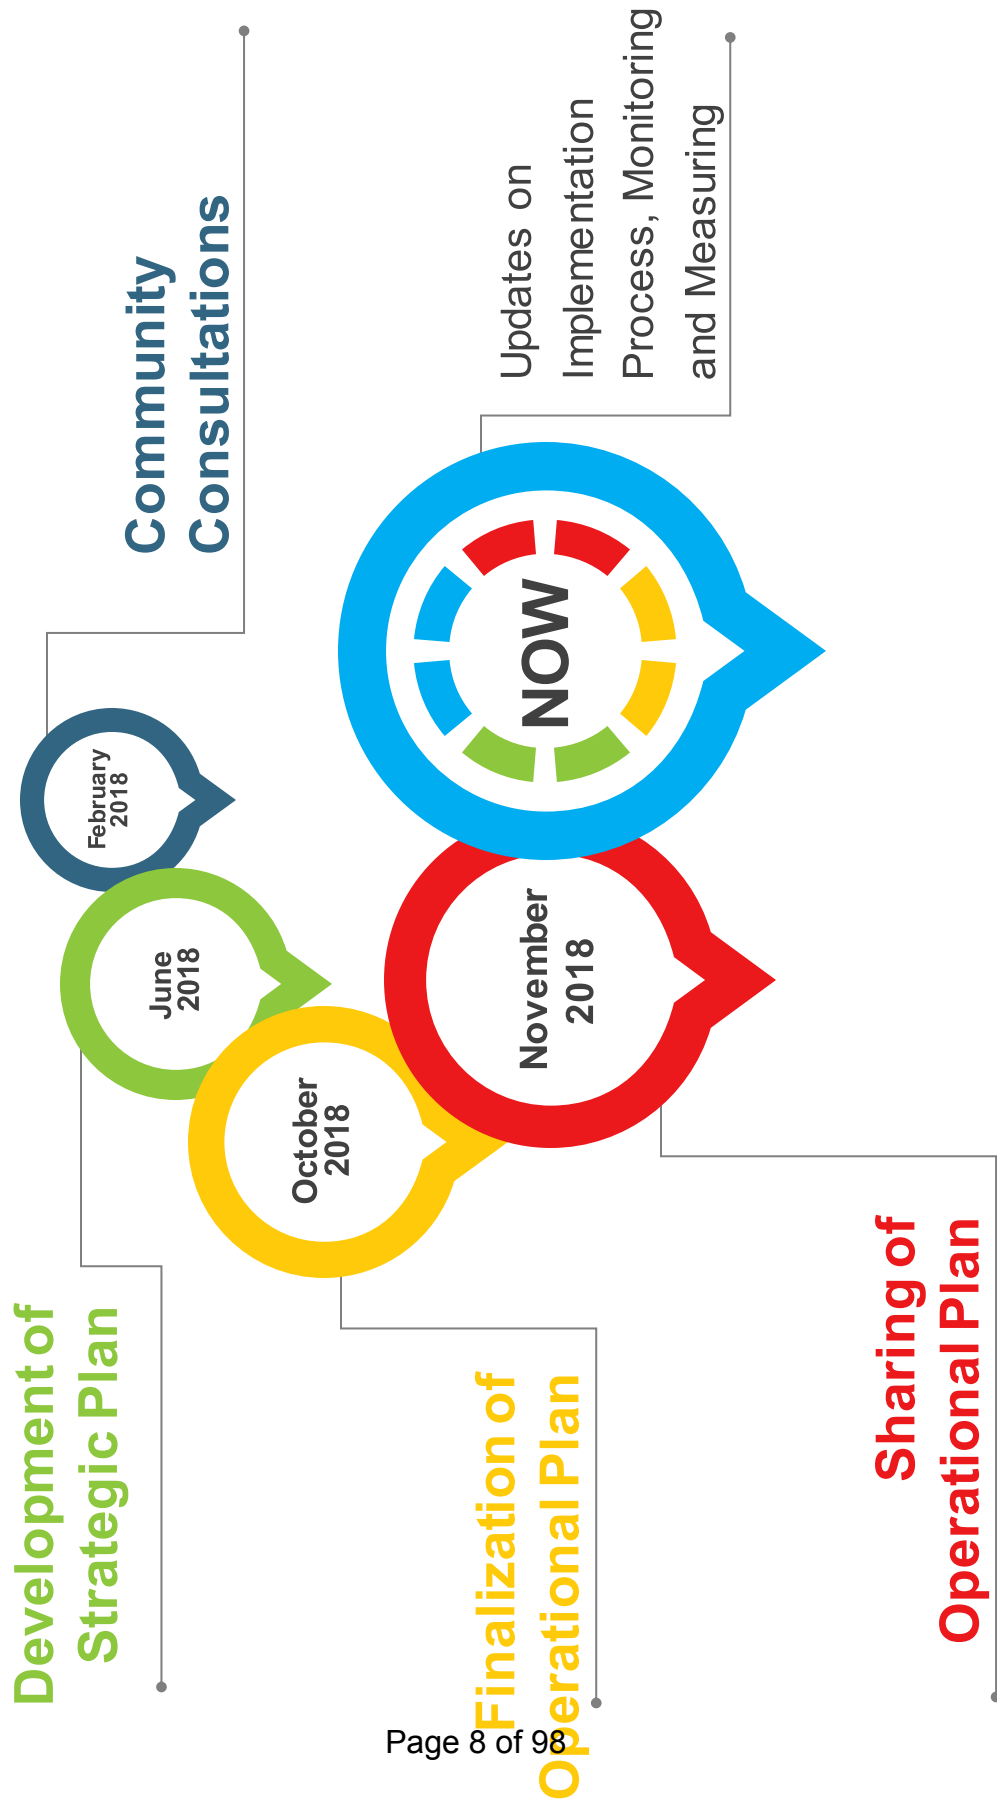 Community
Consultations
February
2018
June
2018
Development of
Strategic Plan
October
2018
Finalization of
Operational Plan
November
2018
Sharing of
Operational Plan
NOW
Updates on
Implementation
Process, Monitoring
and Measuring
Page 8 of 98